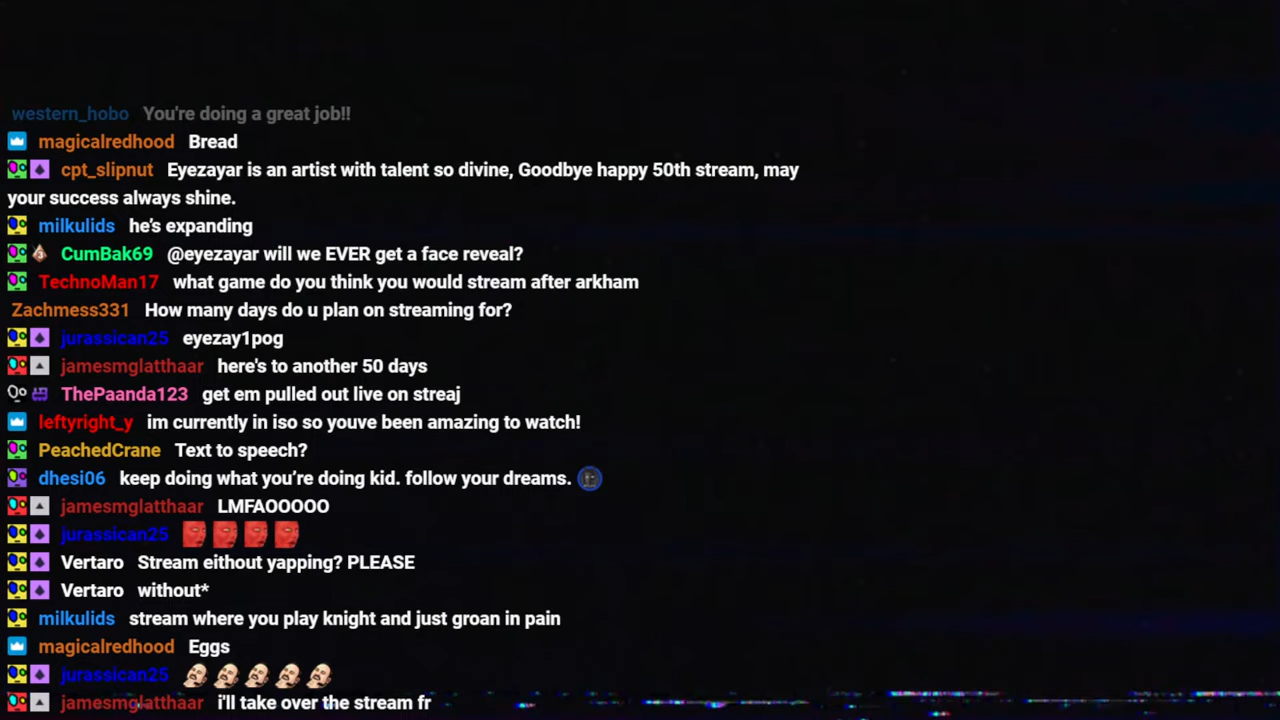 western_hobo You're doing a great job!!
magicalredhood Bread
cpt_slipnut Eyezayar is an artist with talent so divine, Goodbye happy 50th stream, may
your success always shine.
milkulids he's expanding
CumBak69 @eyezayar will we EVER get a face reveal?
TechnoMan17 what game do you think you would stream after arkham
Zachmess331 How many days do u plan on streaming for?
jurassican25 eyezay1pog
jamesmglatthaar here's to another 50 days
ThePaanda123 get em pulled out live on streaj
leftyright_y im currently in iso so youve been amazing to watch!
PeachedCrane Text to speech?
dhesi06 keep doing what you're doing kid. follow your dreams.
jamesmglatthaar LMFAOOOOO
jurassican25
Vertaro Stream eithout yapping? PLEASE
Vertaro without*
milkulids stream where you play knight and just groan in pain
magicalredhood Eggs
jurassican25
jamesmglatthaar i'll take over the stream fr